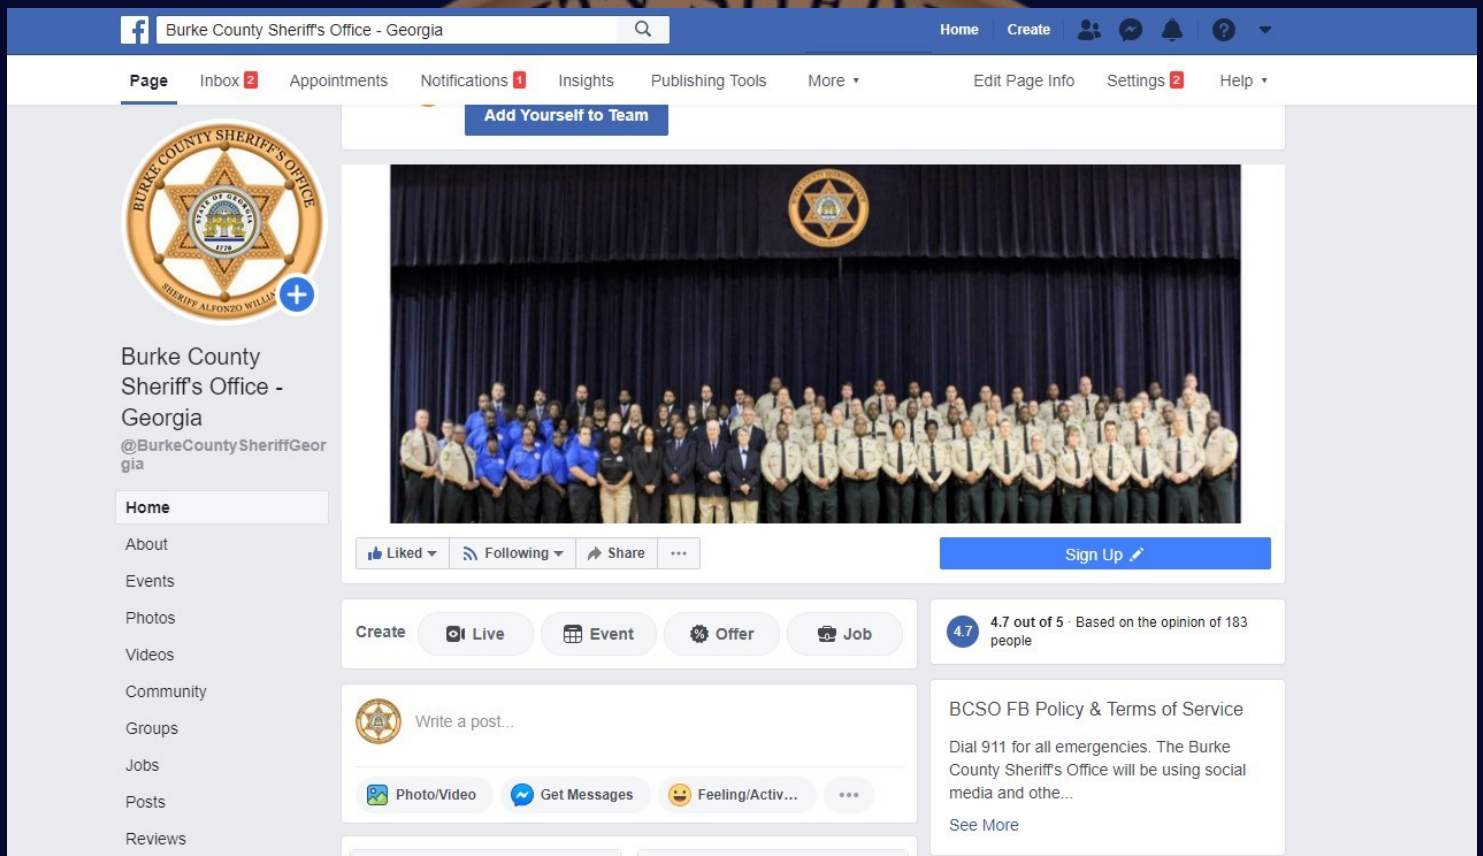 Burke County Sheriff's Office - Georgia
Home
Create
Page
Inbox 2
Appointments
Notifications 1
Insights
Publishing Tools
More
Edit Page Info
Settings 2
Help
Add Yourself to Team
BURKE COUNTY SHERIFF'S OFFICE
STATE OF GEORGIA
1776
SHERIFF ALFONZO
Burke County
Sheriff's Office -
Georgia
@BurkeCountySheriffGeor
gia
Home
About
Events
Photos
Videos
Community
Groups
Jobs
Posts
Reviews
Liked
Following
Share
Sign Up
Create
Live
Event
Offer
Job
Write a post...
Photo/Video
Get Messages
Feeling/Activ...
4.7
4.7 out of 5 · Based on the opinion of 183
people
BCSO FB Policy & Terms of Service
Dial 911 for all emergencies. The Burke
County Sheriff's Office will be using social
media and othe...
See More